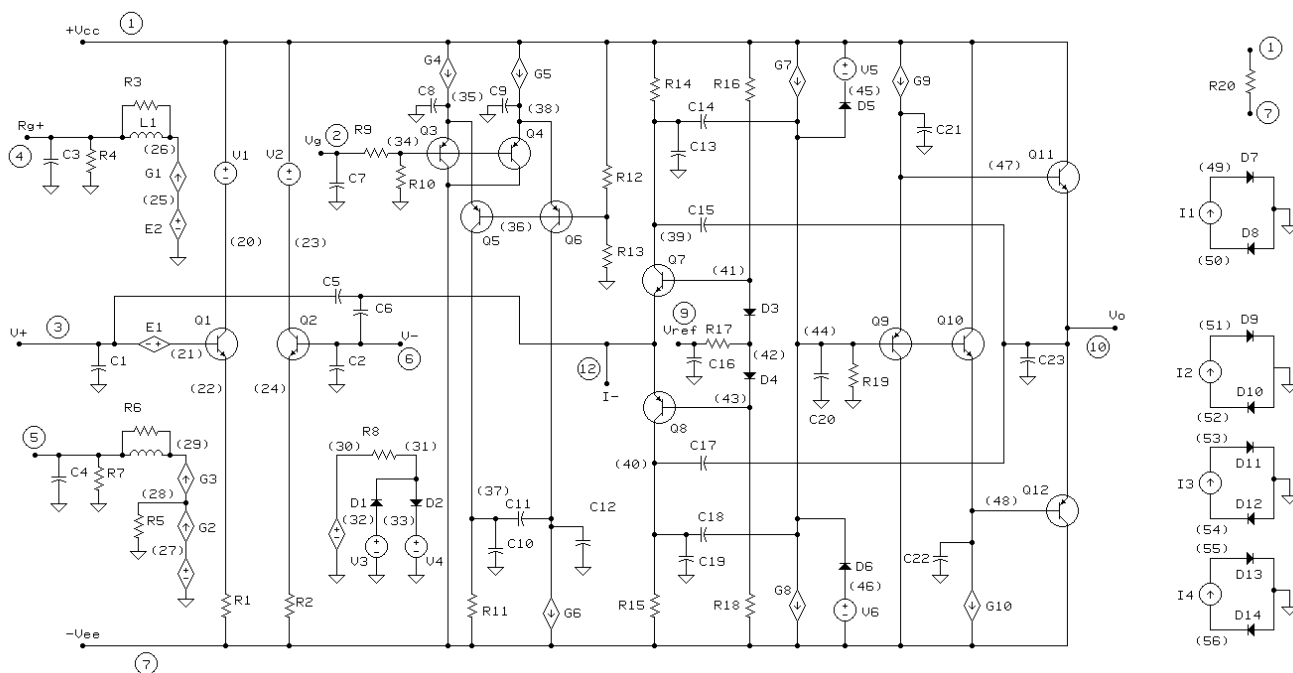 +Vcc 1
G4 G5 G7 G9 1
R3 C8 (35) C9 (38) R14 R16 V5 R20
(45)
D5 7
L1 C14 C21
Rg+ Vg 2 R9 (34) Q3 Q4 C13 Q11
4 C3 R4 (26) V1 V2 C7 R10 R12 (47) (49) D7
G1 I1
(25) C15 D8
E2 Q5 (36) Q6 (39) (50)
(20) (23) R13 Q7 (41)
C5 C6 D3 (51) D9
V+ 3 E1 Q1 Q2 V- 9 Vref R17 (44) Q9 Q10 Vo
C1 (21) C2 6 12 C16 (42) C20 R19 C23 10 I2
(22) (24) I- D4 D10
(43) (52)
R6 R8 Q8 (53)
5 (29) (30) (31) (40) C17 D11
C4 R7 G3 I3
(28) D1 D2 (37) C11 C12 (48) Q12 D12
R5 G2 (32) (33) C10 C18 (54)
(27) V3 V4 C19 D6 C22 (55)
(46) D13
R1 R2 R11 G6 R15 R18 G8 V6 G10 I4
D14
-Vee (56)
7